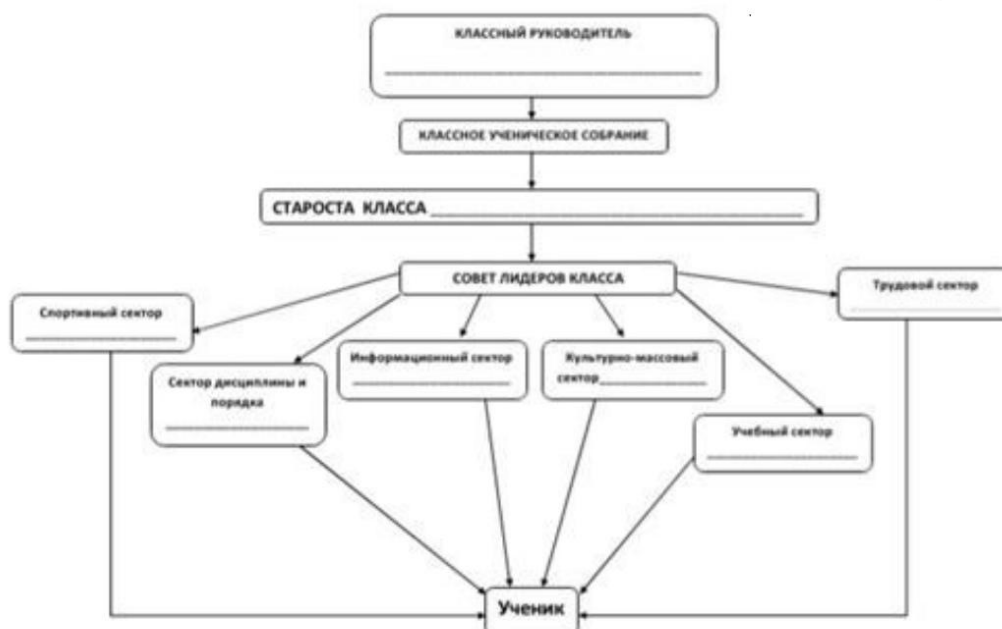 КЛАССНЫЙ РУКОВОДИТЕЛЬ
КЛАССНОЕ УЧЕНИЧЕСКОЕ СОБРАНИЕ
СТАРОСТА КЛАССА
СОВЕТ ЛИДЕРОВ КЛАССА
Трудовой сектор
Спортивный сектор
Информационный сектор
Культурно-массовый
сектор
Сектор дисциплины и
порядка
Учебный сектор
Ученик